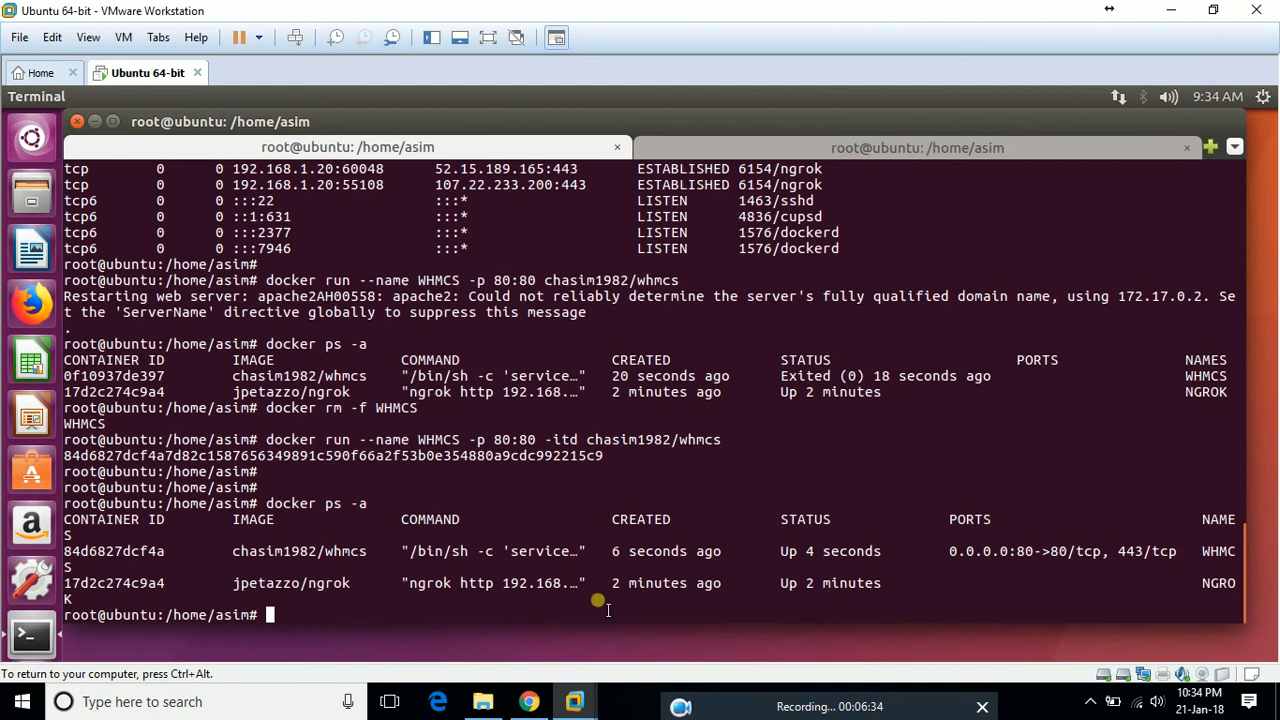 Ubuntu 64-bit - VMware Workstation
File Edit View VM Tabs Help
Home Ubuntu 64-bit
Terminal 9:34 AM
root@ubuntu: /home/asim
root@ubuntu: /home/asim root@ubuntu: /home/asim
tcp 0 0 192.168.1.20:60048 52.15.189.165:443 ESTABLISHED 6154/ngrok
tcp 0 0 192.168.1.20:55108 107.22.233.200:443 ESTABLISHED 6154/ngrok
tcp6 0 0 :::22 :::* LISTEN 1463/sshd
tcp6 0 0 ::1:631 :::* LISTEN 4836/cupsd
tcp6 0 0 :::2377 :::* LISTEN 1576/dockerd
tcp6 0 0 :::7946 :::* LISTEN 1576/dockerd
root@ubuntu:/home/asim#
root@ubuntu:/home/asim# docker run --name WHMCS -p 80:80 chasim1982/whmcs
Restarting web server: apache2AH00558: apache2: Could not reliably determine the server's fully qualified domain name, using 172.17.0.2. Se
t the 'ServerName' directive globally to suppress this message
.
root@ubuntu:/home/asim# docker ps -a
CONTAINER ID IMAGE COMMAND CREATED STATUS PORTS NAMES
0f10937de397 chasim1982/whmcs "/bin/sh -c 'service…" 20 seconds ago Exited (0) 18 seconds ago WHMCS
17d2c274c9a4 jpetazzo/ngrok "ngrok http 192.168.…" 2 minutes ago Up 2 minutes NGROK
root@ubuntu:/home/asim# docker rm -f WHMCS
WHMCS
root@ubuntu:/home/asim# docker run --name WHMCS -p 80:80 -itd chasim1982/whmcs
84d6827dcf4a7d82c1587656349891c590f66a2f53b0e354880a9cdc992215c9
root@ubuntu:/home/asim#
root@ubuntu:/home/asim#
root@ubuntu:/home/asim# docker ps -a
CONTAINER ID IMAGE COMMAND CREATED STATUS PORTS NAME
S
84d6827dcf4a chasim1982/whmcs "/bin/sh -c 'service…" 6 seconds ago Up 4 seconds 0.0.0.0:80->80/tcp, 443/tcp WHMC
S
17d2c274c9a4 jpetazzo/ngrok "ngrok http 192.168.…" 2 minutes ago Up 2 minutes NGRO
K
root@ubuntu:/home/asim#
To return to your computer, press Ctrl+Alt.
Type here to search
Recording... 00:06:34
10:34 PM
21-Jan-18